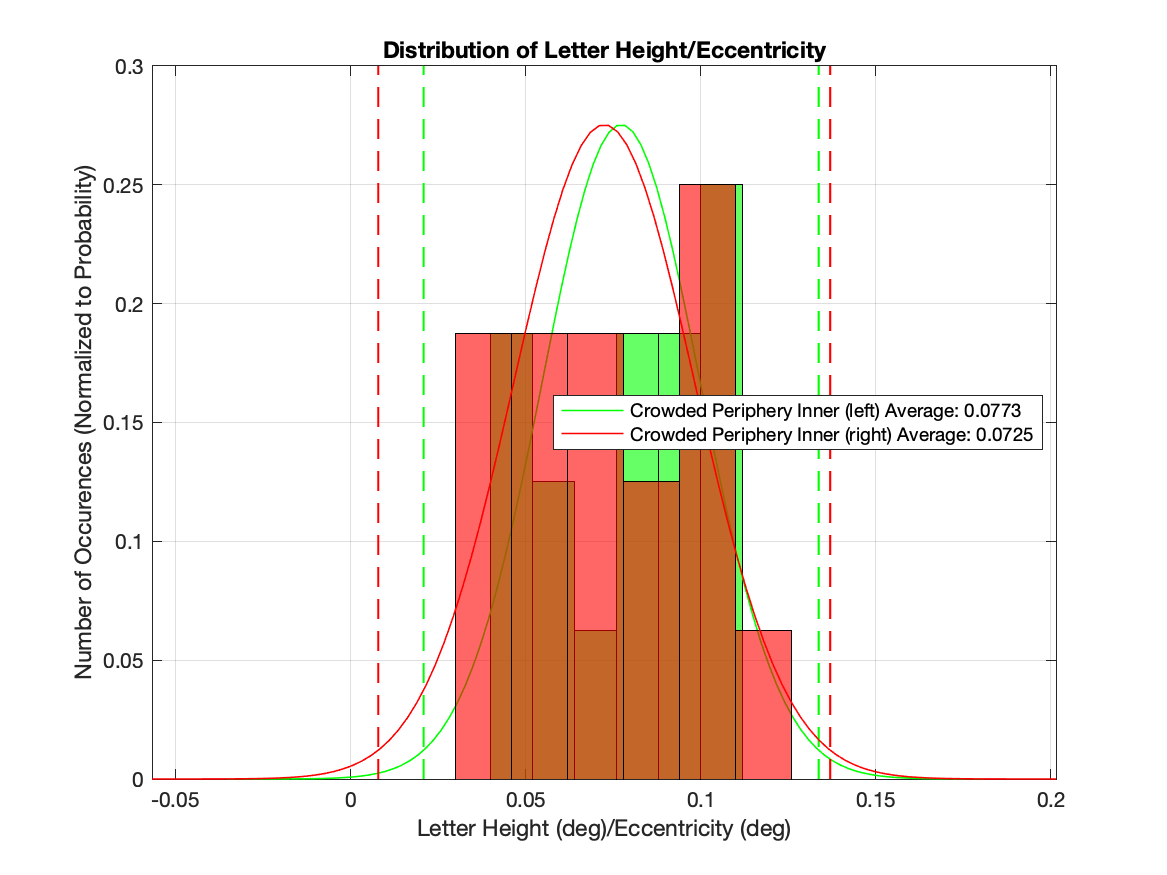 Distribution of Letter Height/Eccentricity
Number of Occurences (Normalized to Probability)
0.3
0.25
0.2
0.15
0.1
0.05
0
Crowded Periphery Inner (left) Average: 0.0773
Crowded Periphery Inner (right) Average: 0.0725
-0.05 0 0.05 0.1 0.15 0.2
Letter Height (deg)/Eccentricity (deg)